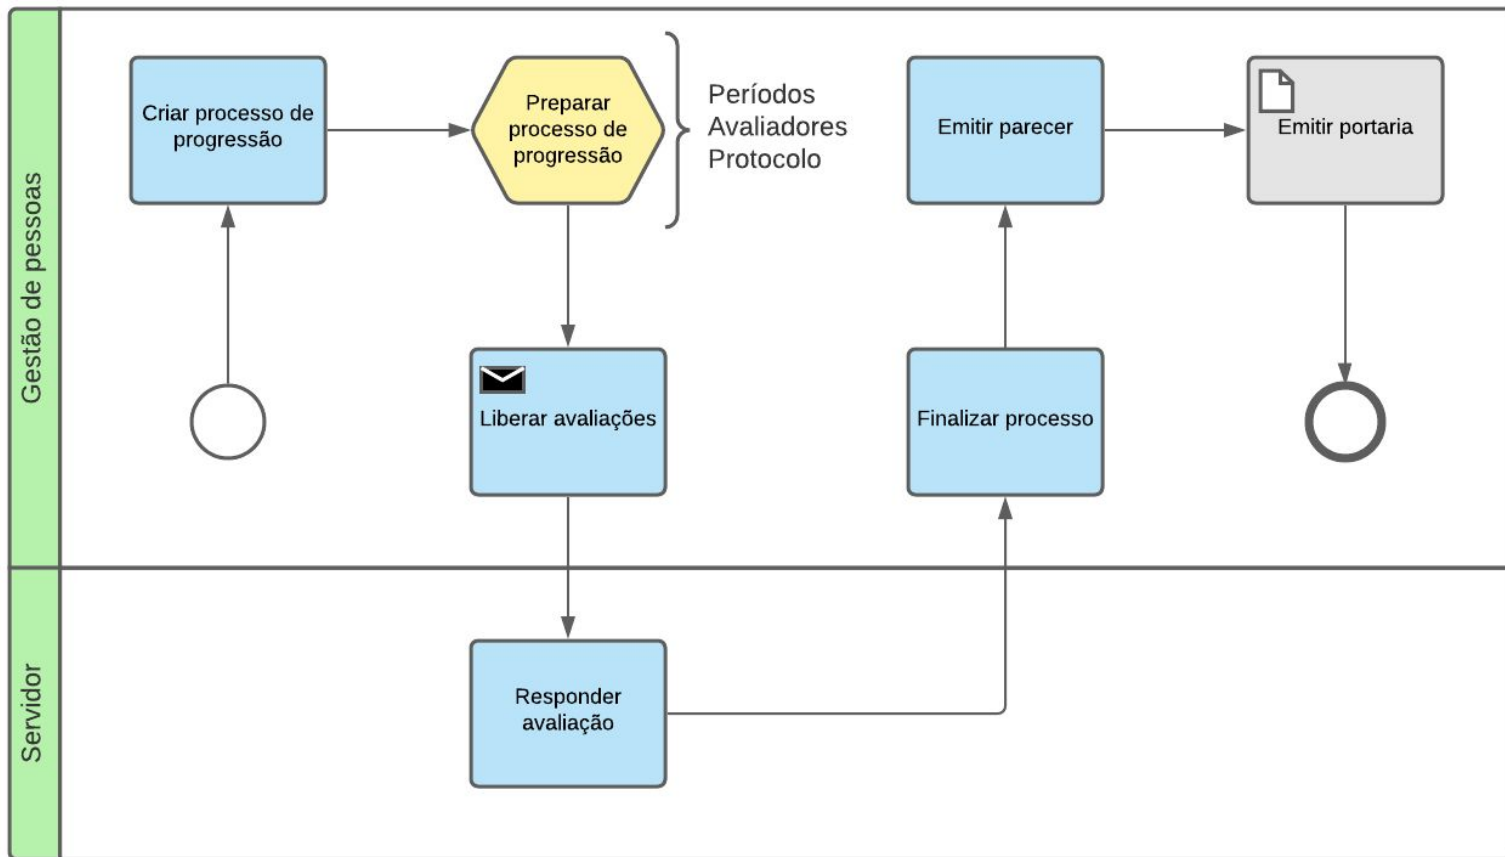 Gestão de pessoas
Criar processo de
progressão
Preparar
processo de
progressão
Períodos
Avaliadores
Protocolo
Emitir parecer
Emitir portaria
Liberar avaliações
Finalizar processo
Servidor
Responder
avaliação